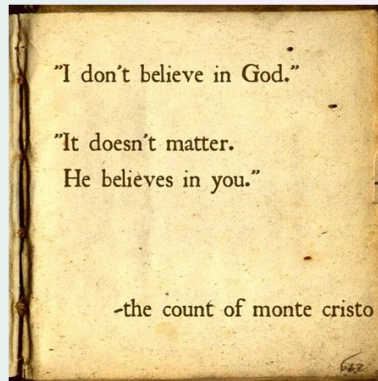 "I don't believe in God."
"It doesn't matter.
He believes in you."
-the count of monte cristo